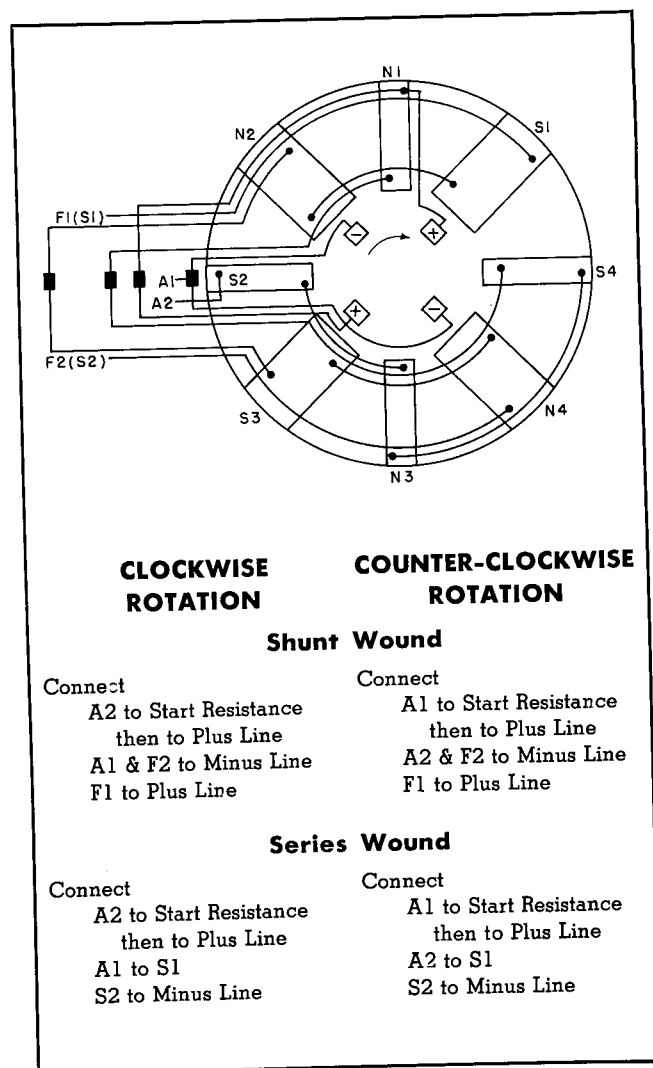 N1
N2
S1
F1(S1)
A1
S2
S4
A2
F2(S2)
S3
N4
N3
+
-
+
-
CLOCKWISE
ROTATION
COUNTER-CLOCKWISE
ROTATION
Shunt Wound
Connect
A2 to Start Resistance
then to Plus Line
A1 & F2 to Minus Line
F1 to Plus Line
Connect
A1 to Start Resistance
then to Plus Line
A2 & F2 to Minus Line
F1 to Plus Line
Series Wound
Connect
A2 to Start Resistance
then to Plus Line
A1 to S1
S2 to Minus Line
Connect
A1 to Start Resistance
then to Plus Line
A2 to S1
S2 to Minus Line